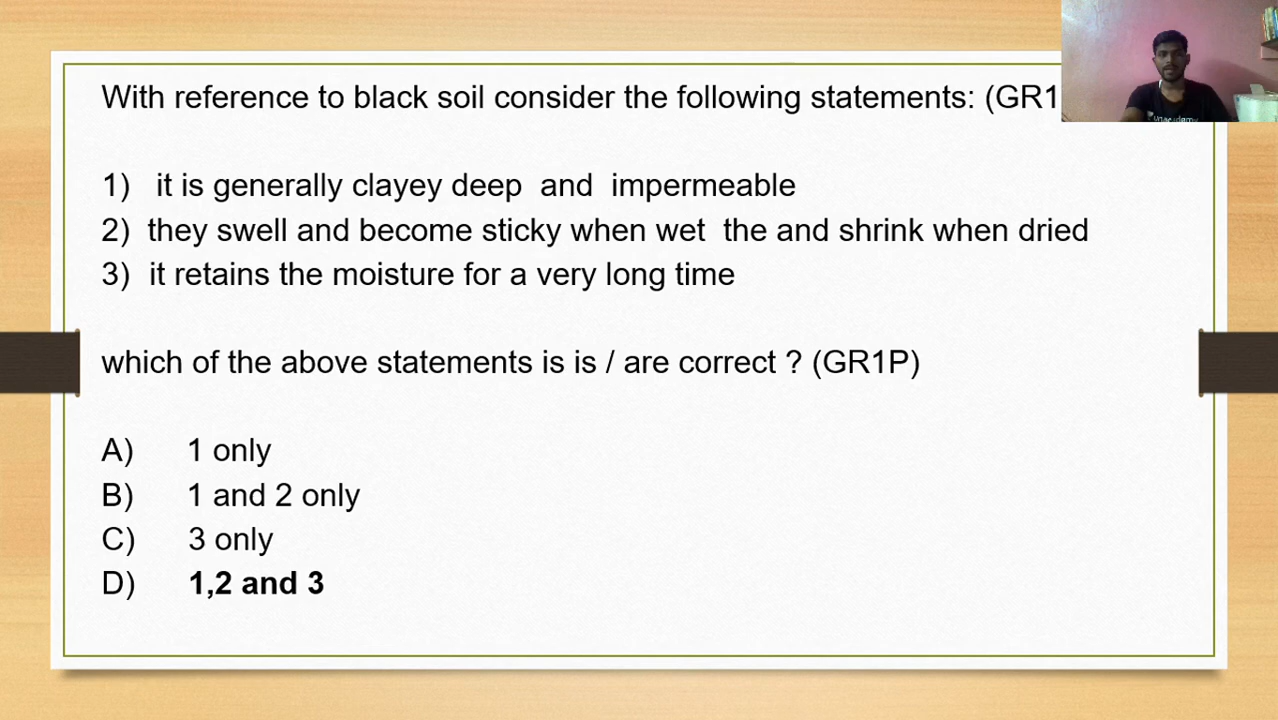 With reference to black soil consider the following statements: (GR1
1) it is generally clayey deep and impermeable
2) they swell and become sticky when wet the and shrink when dried
3) it retains the moisture for a very long time
which of the above statements is is / are correct ? (GR1P)
A) 1 only
B) 1 and 2 only
C) 3 only
D) 1,2 and 3